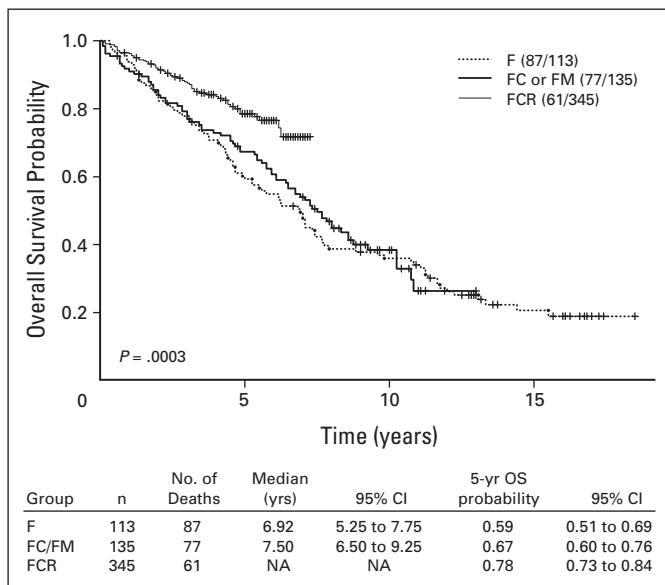 1.0
0.8
0.6
0.4
0.2
0
Overall Survival Probability
F (87/113)
FC or FM (77/135)
FCR (61/345)
P = .0003
5 10 15
Time (years)
No. of Median 5-yr OS
Group n Deaths (yrs) 95% CI probability 95% CI
F 113 87 6.92 5.25 to 7.75 0.59 0.51 to 0.69
FC/FM 135 77 7.50 6.50 to 9.25 0.67 0.60 to 0.76
FCR 345 61 NA NA 0.78 0.73 to 0.84